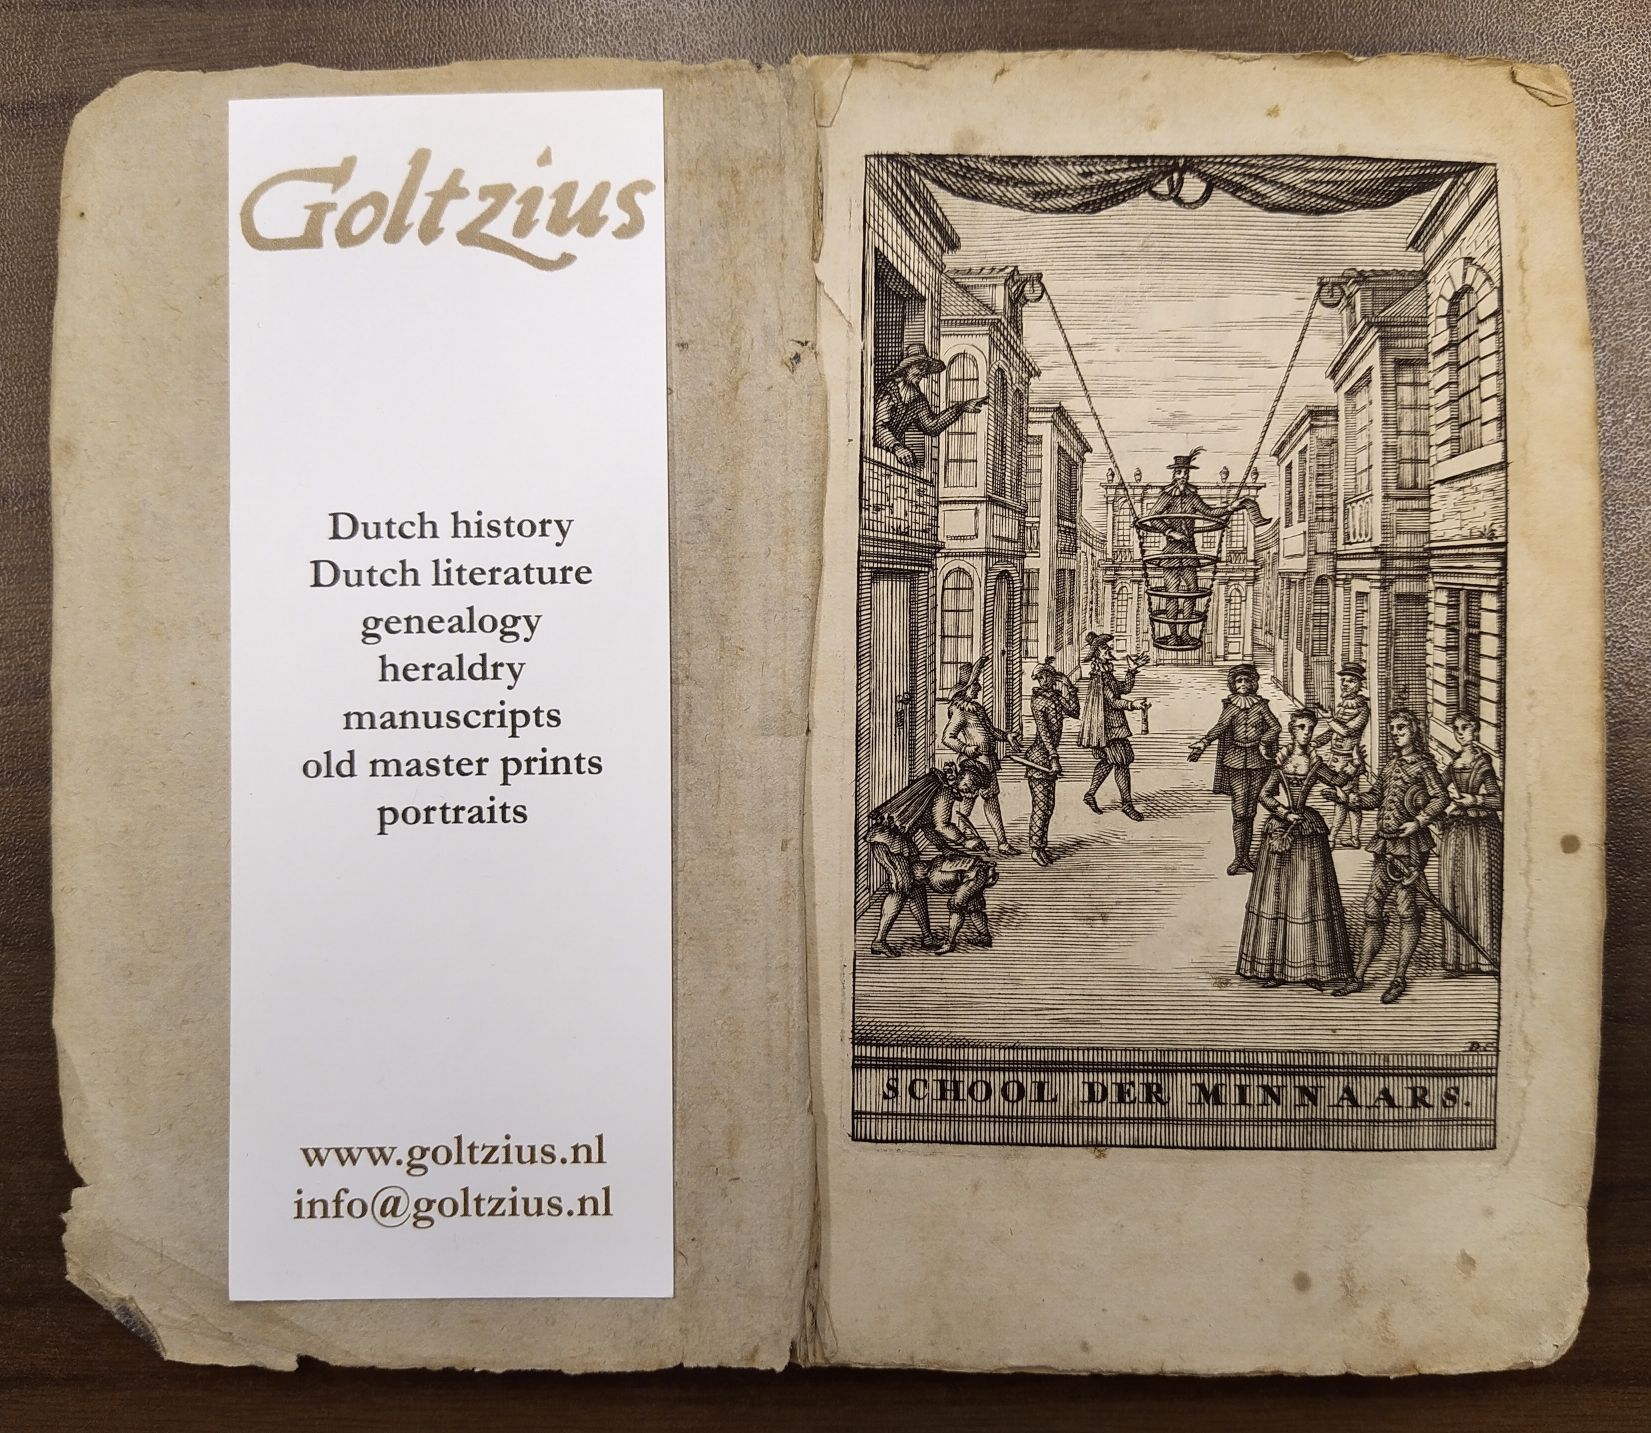 Goltzius
Dutch history
Dutch literature
genealogy
heraldry
manuscripts
old master prints
portraits
www.goltzius.nl
info@goltzius.nl
SCHOOL DER MINNAARS.